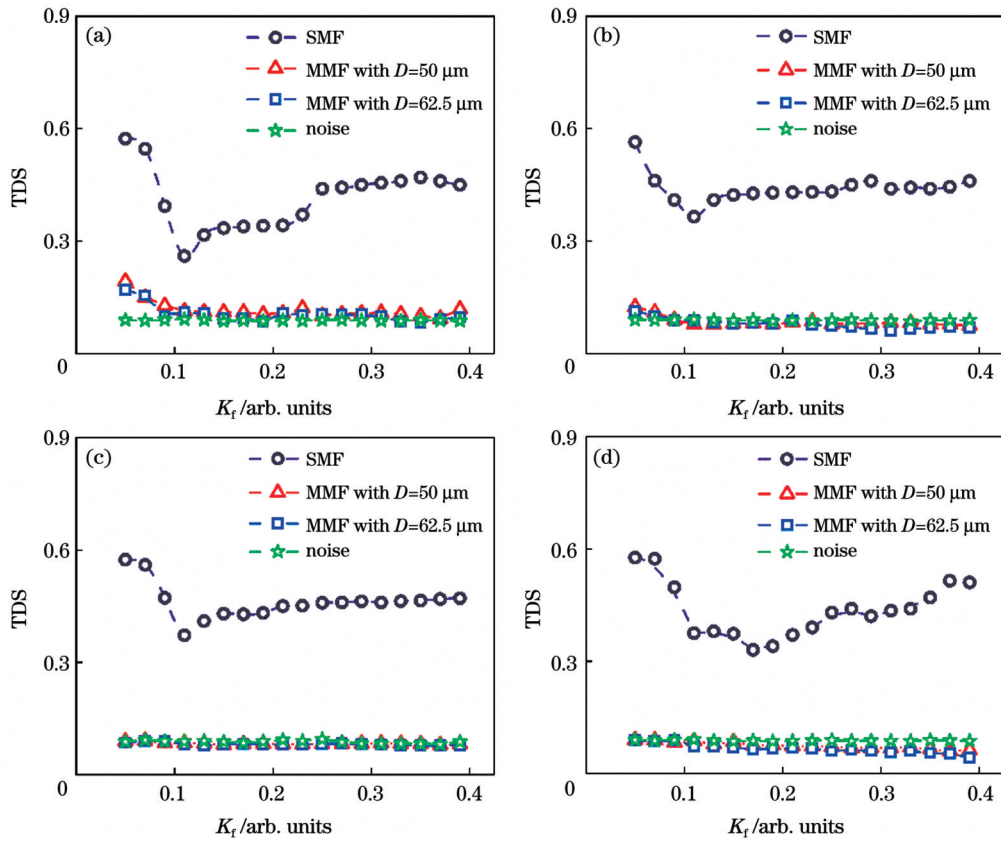 0.9
(a)
SMF
MMF with D=50 μm
MMF with D=62.5 μm
noise
0.6
TDS
0.3
0
0.1
0.2
0.3
0.4
Kf /arb. units
0.9
(b)
SMF
MMF with D=50 μm
MMF with D=62.5 μm
noise
0.6
TDS
0.3
0
0.1
0.2
0.3
0.4
Kf /arb. units
0.9
(c)
SMF
MMF with D=50 μm
MMF with D=62.5 μm
noise
0.6
TDS
0.3
0
0.1
0.2
0.3
0.4
Kf /arb. units
0.9
(d)
SMF
MMF with D=50 μm
MMF with D=62.5 μm
noise
0.6
TDS
0.3
0
0.1
0.2
0.3
0.4
Kf /arb. units